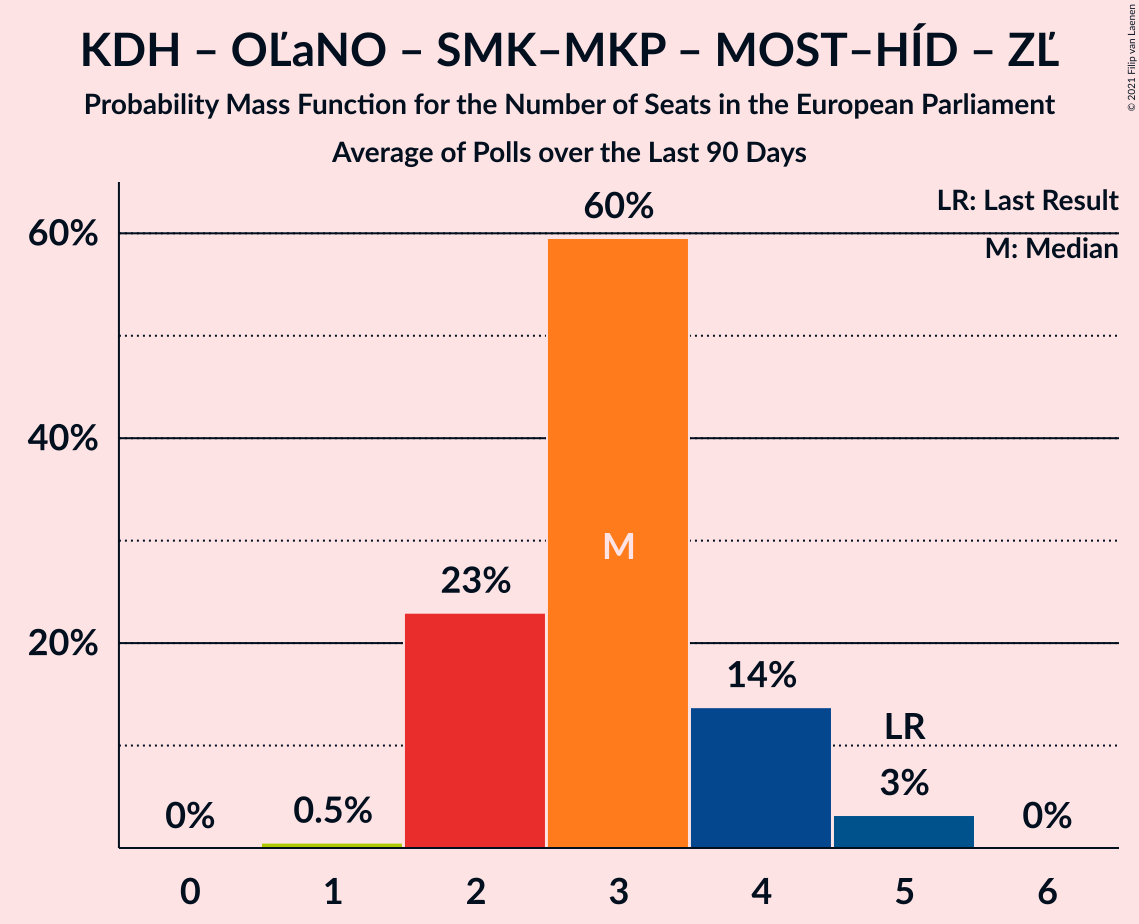 KDH – OĽaNO – SMK–MKP – MOST–HÍD – ZĽ
Probability Mass Function for the Number of Seats in the European Parliament
Average of Polls over the Last 90 Days
© 2021 Filip van Laenen
LR: Last Result
M: Median
60%
40%
20%
0%
0.5%
23%
60%
M
14%
LR
3%
0%
0 1 2 3 4 5 6